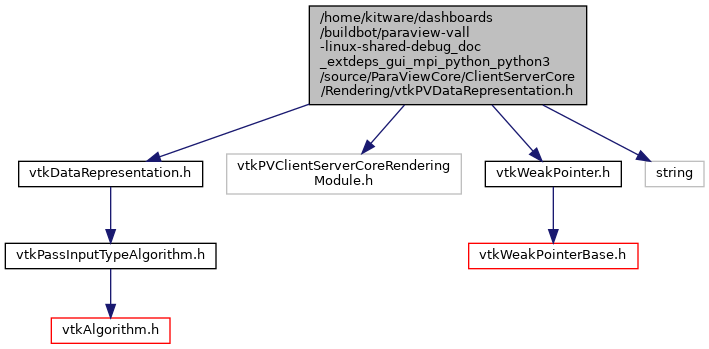 /home/kitware/dashboards
/buildbot/paraview-vall
-linux-shared-debug_doc
_extdeps_gui_mpi_python_python3
/source/ParaViewCore/ClientServerCore
/Rendering/vtkPVDataRepresentation.h
vtkDataRepresentation.h
vtkPVClientServerCoreRendering
Module.h
vtkWeakPointer.h
string
vtkPassInputTypeAlgorithm.h
vtkWeakPointerBase.h
vtkAlgorithm.h